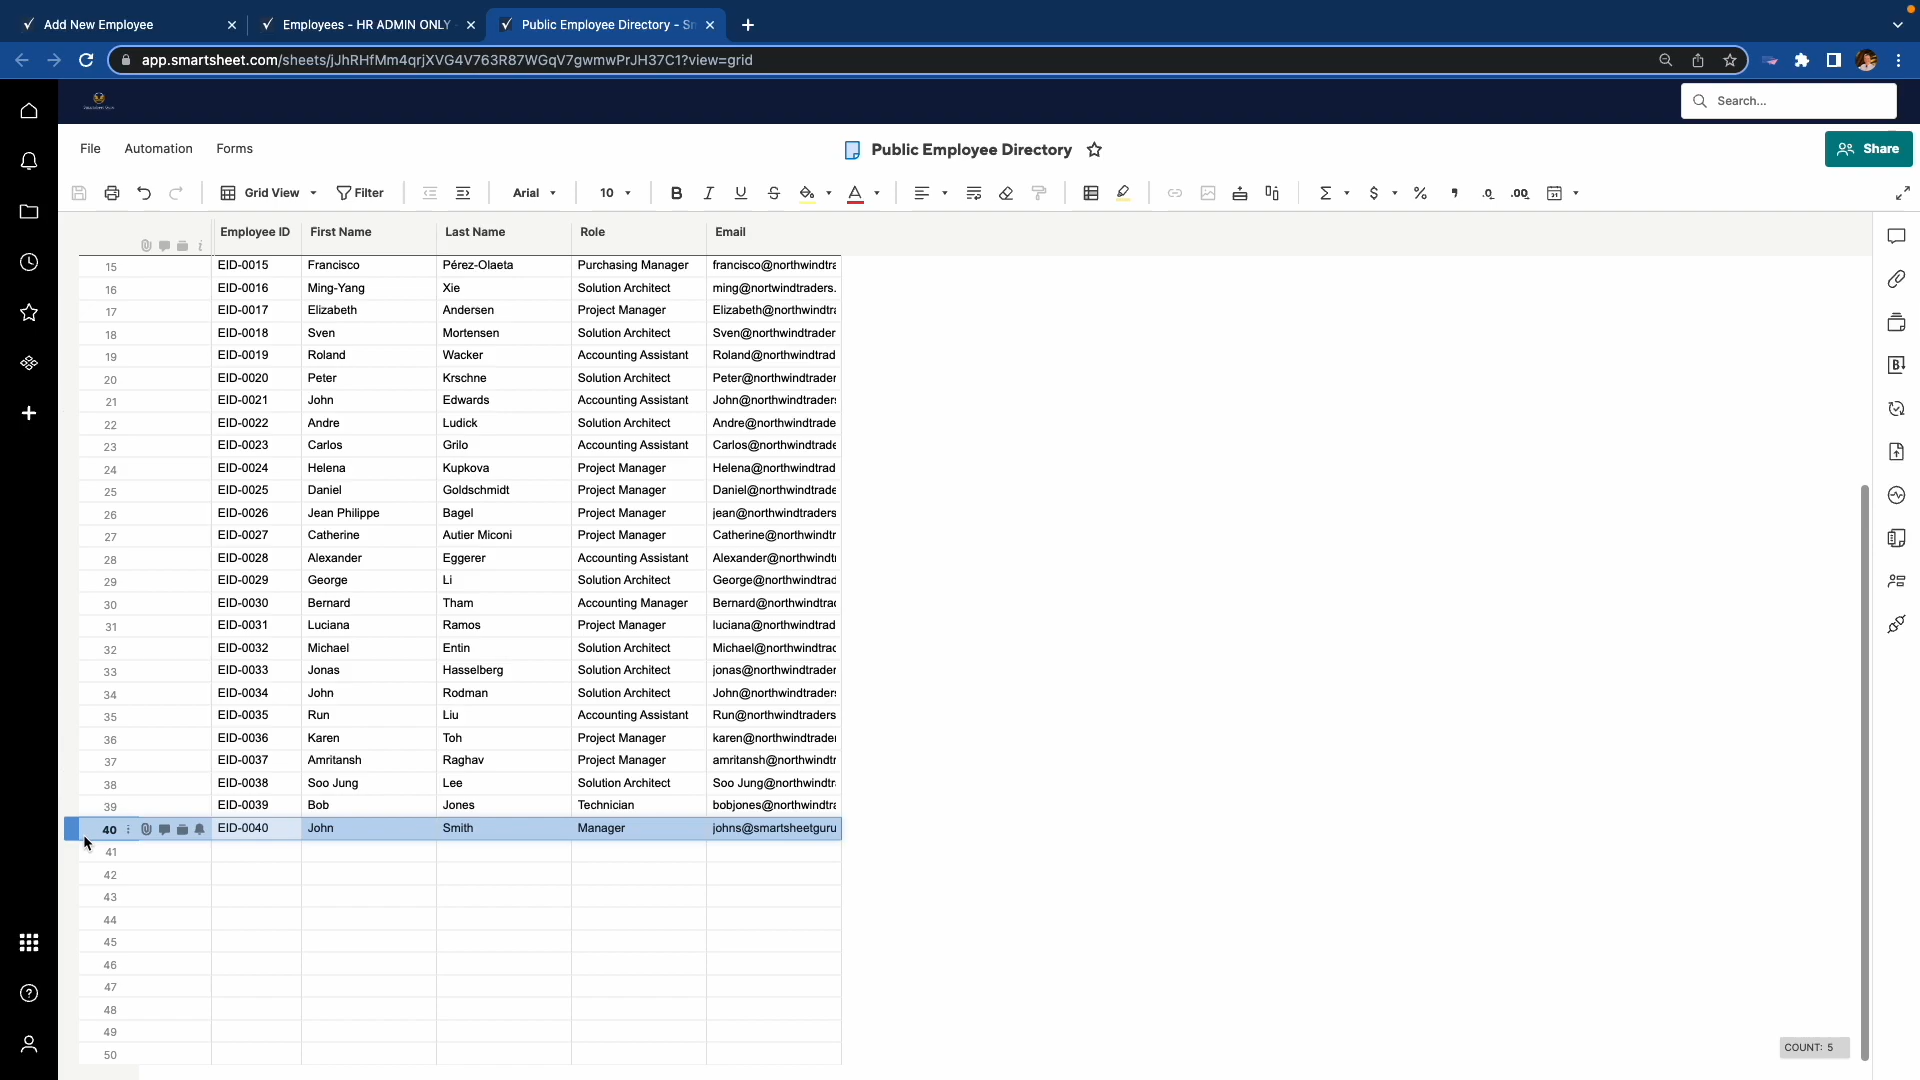 Add New Employee
Employees - HR ADMIN ONLY -
Public Employee Directory - Sm
app.smartsheet.com/sheets/jJhRHfMm4qrjXVG4V763R87WGqV7gwmwPrJH37C1?view=grid
Search...
File Automation Forms
Public Employee Directory
Share
Grid View Filter Arial 10
Employee ID First Name Last Name Role Email
15 EID-0015 Francisco Pérez-Olaeta Purchasing Manager francisco@northwindtra
16 EID-0016 Ming-Yang Xie Solution Architect ming@nortwindtraders.
17 EID-0017 Elizabeth Andersen Project Manager Elizabeth@northwindtra
18 EID-0018 Sven Mortensen Solution Architect Sven@northwindtrader
19 EID-0019 Roland Wacker Accounting Assistant Roland@northwindtrad
20 EID-0020 Peter Krschne Solution Architect Peter@northwindtrader
21 EID-0021 John Edwards Accounting Assistant John@northwindtraders
22 EID-0022 Andre Ludick Solution Architect Andre@northwindtrade
23 EID-0023 Carlos Grilo Accounting Assistant Carlos@northwindtrade
24 EID-0024 Helena Kupkova Project Manager Helena@northwindtrad
25 EID-0025 Daniel Goldschmidt Project Manager Daniel@northwindtrade
26 EID-0026 Jean Philippe Bagel Project Manager jean@northwindtraders
27 EID-0027 Catherine Autier Miconi Project Manager Catherine@northwindtr
28 EID-0028 Alexander Eggerer Accounting Assistant Alexander@northwindt
29 EID-0029 George Li Solution Architect George@northwindtrad
30 EID-0030 Bernard Tham Accounting Manager Bernard@northwindtrad
31 EID-0031 Luciana Ramos Project Manager luciana@northwindtrad
32 EID-0032 Michael Entin Solution Architect Michael@northwindtrad
33 EID-0033 Jonas Hasselberg Solution Architect jonas@northwindtrader
34 EID-0034 John Rodman Solution Architect John@northwindtraders
35 EID-0035 Run Liu Accounting Assistant Run@northwindtraders
36 EID-0036 Karen Toh Project Manager karen@northwindtrader
37 EID-0037 Amritansh Raghav Project Manager amritansh@northwindtr
38 EID-0038 Soo Jung Lee Solution Architect Soo Jung@northwindtr
39 EID-0039 Bob Jones Technician bobjones@northwindtra
40 EID-0040 John Smith Manager johns@smartsheetguru
41
42
43
44
45
46
47
48
49
50
COUNT: 5